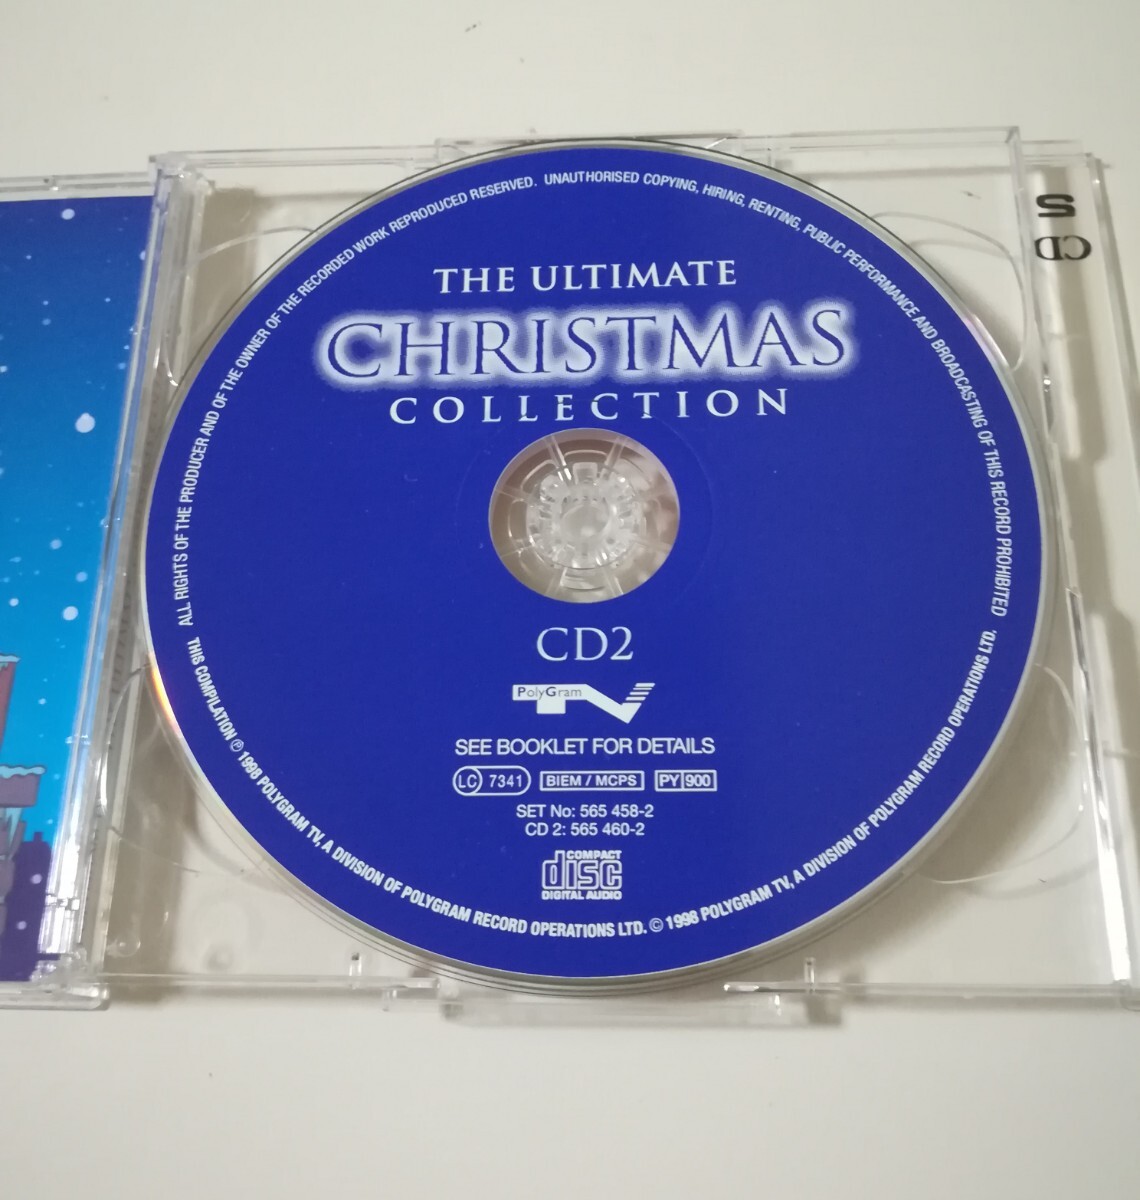 THE ULTIMATE
CHRISTMAS
COLLECTION
CD2
PolyGram TV
SEE BOOKLET FOR DETAILS
LC 7341 BIEM / MCPS PY 900
SET No: 565 458-2
CD 2: 565 460-2
COMPACT
disc
DIGITAL AUDIO
ALL RIGHTS OF THE PRODUCER AND OF THE OWNER OF THE RECORDED WORK REPRODUCED RESERVED. UNAUTHORISED COPYING, HIRING, RENTING, PUBLIC PERFORMANCE AND BROADCASTING OF THIS RECORD PROHIBITED
THIS COMPILATION ℗ 1998 POLYGRAM TV, A DIVISION OF POLYGRAM RECORD OPERATIONS LTD. © 1998 POLYGRAM TV, A DIVISION OF POLYGRAM RECORD OPERATIONS LTD.
CD